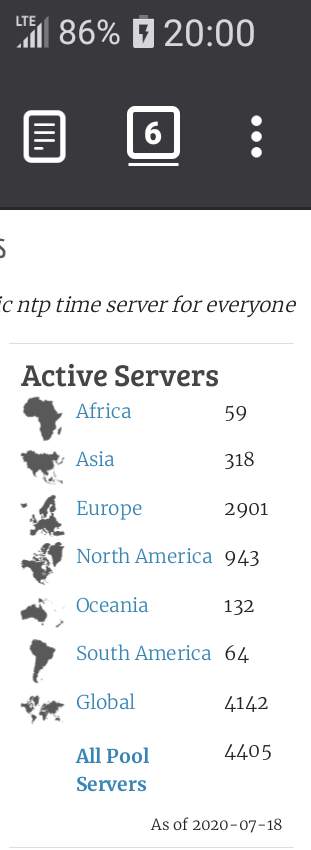 LTE 86% 20:00
6
ic ntp time server for everyone
Active Servers
Africa 59
Asia 318
Europe 2901
North America 943
Oceania 132
South America 64
Global 4142
All Pool 4405
Servers
As of 2020-07-18